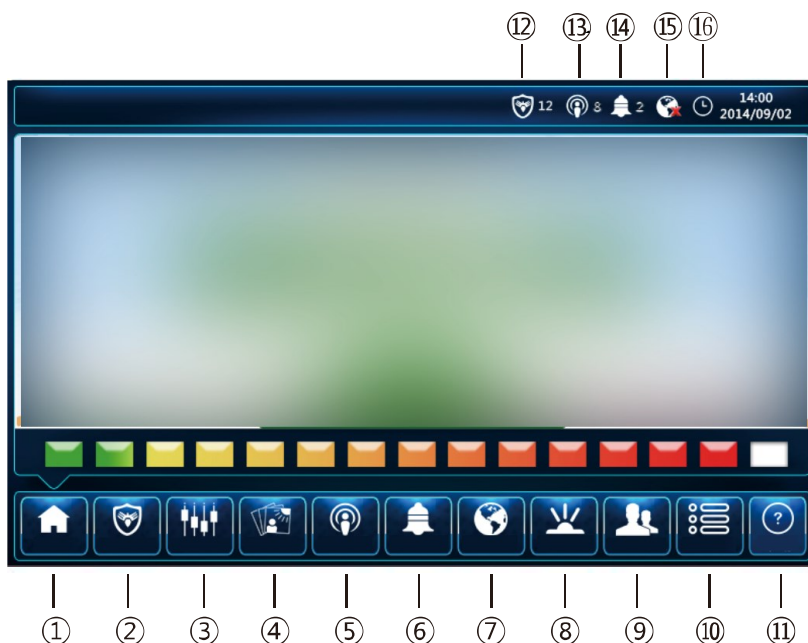 ⑫ ⑬ ⑭ ⑮ ⑯
12 8 2 14:00
2014/09/02
?
① ② ③ ④ ⑤ ⑥ ⑦ ⑧ ⑨ ⑩ ⑪